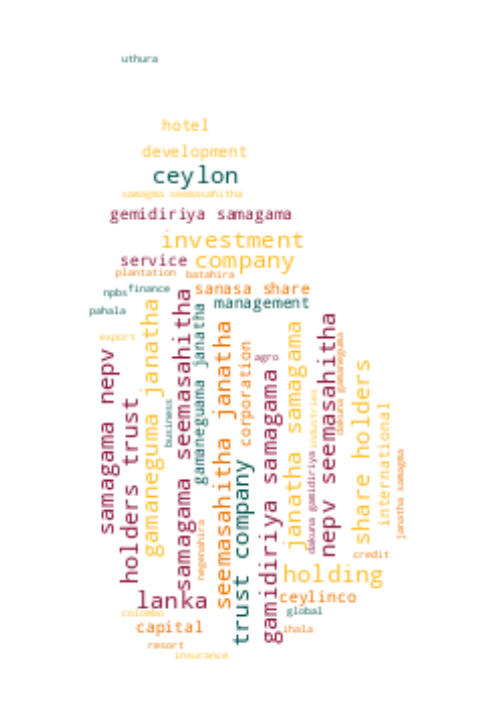 uthura
hotel
development
ceylon
samagma seemasahitha
gemidiriya samagama
investment
service
company
plantation
batahira
npbs
finance
sanasa share
management
pahala
export
samagama nepv
holders trust
gamaneguma janatha
business
samagama seemasahitha
gamaneguama janatha
negenahira
seemasahitha janatha
corporation
trust company
agro
gamidiriya samagama
janatha samagama
industries
dakuna gamidiriya
nepv seemasahitha
dakuna gamaneguma
share holders
international
janatha samagma
credit
holding
lanka
ceylinco
colombo
global
capital
ihala
resort
insurance